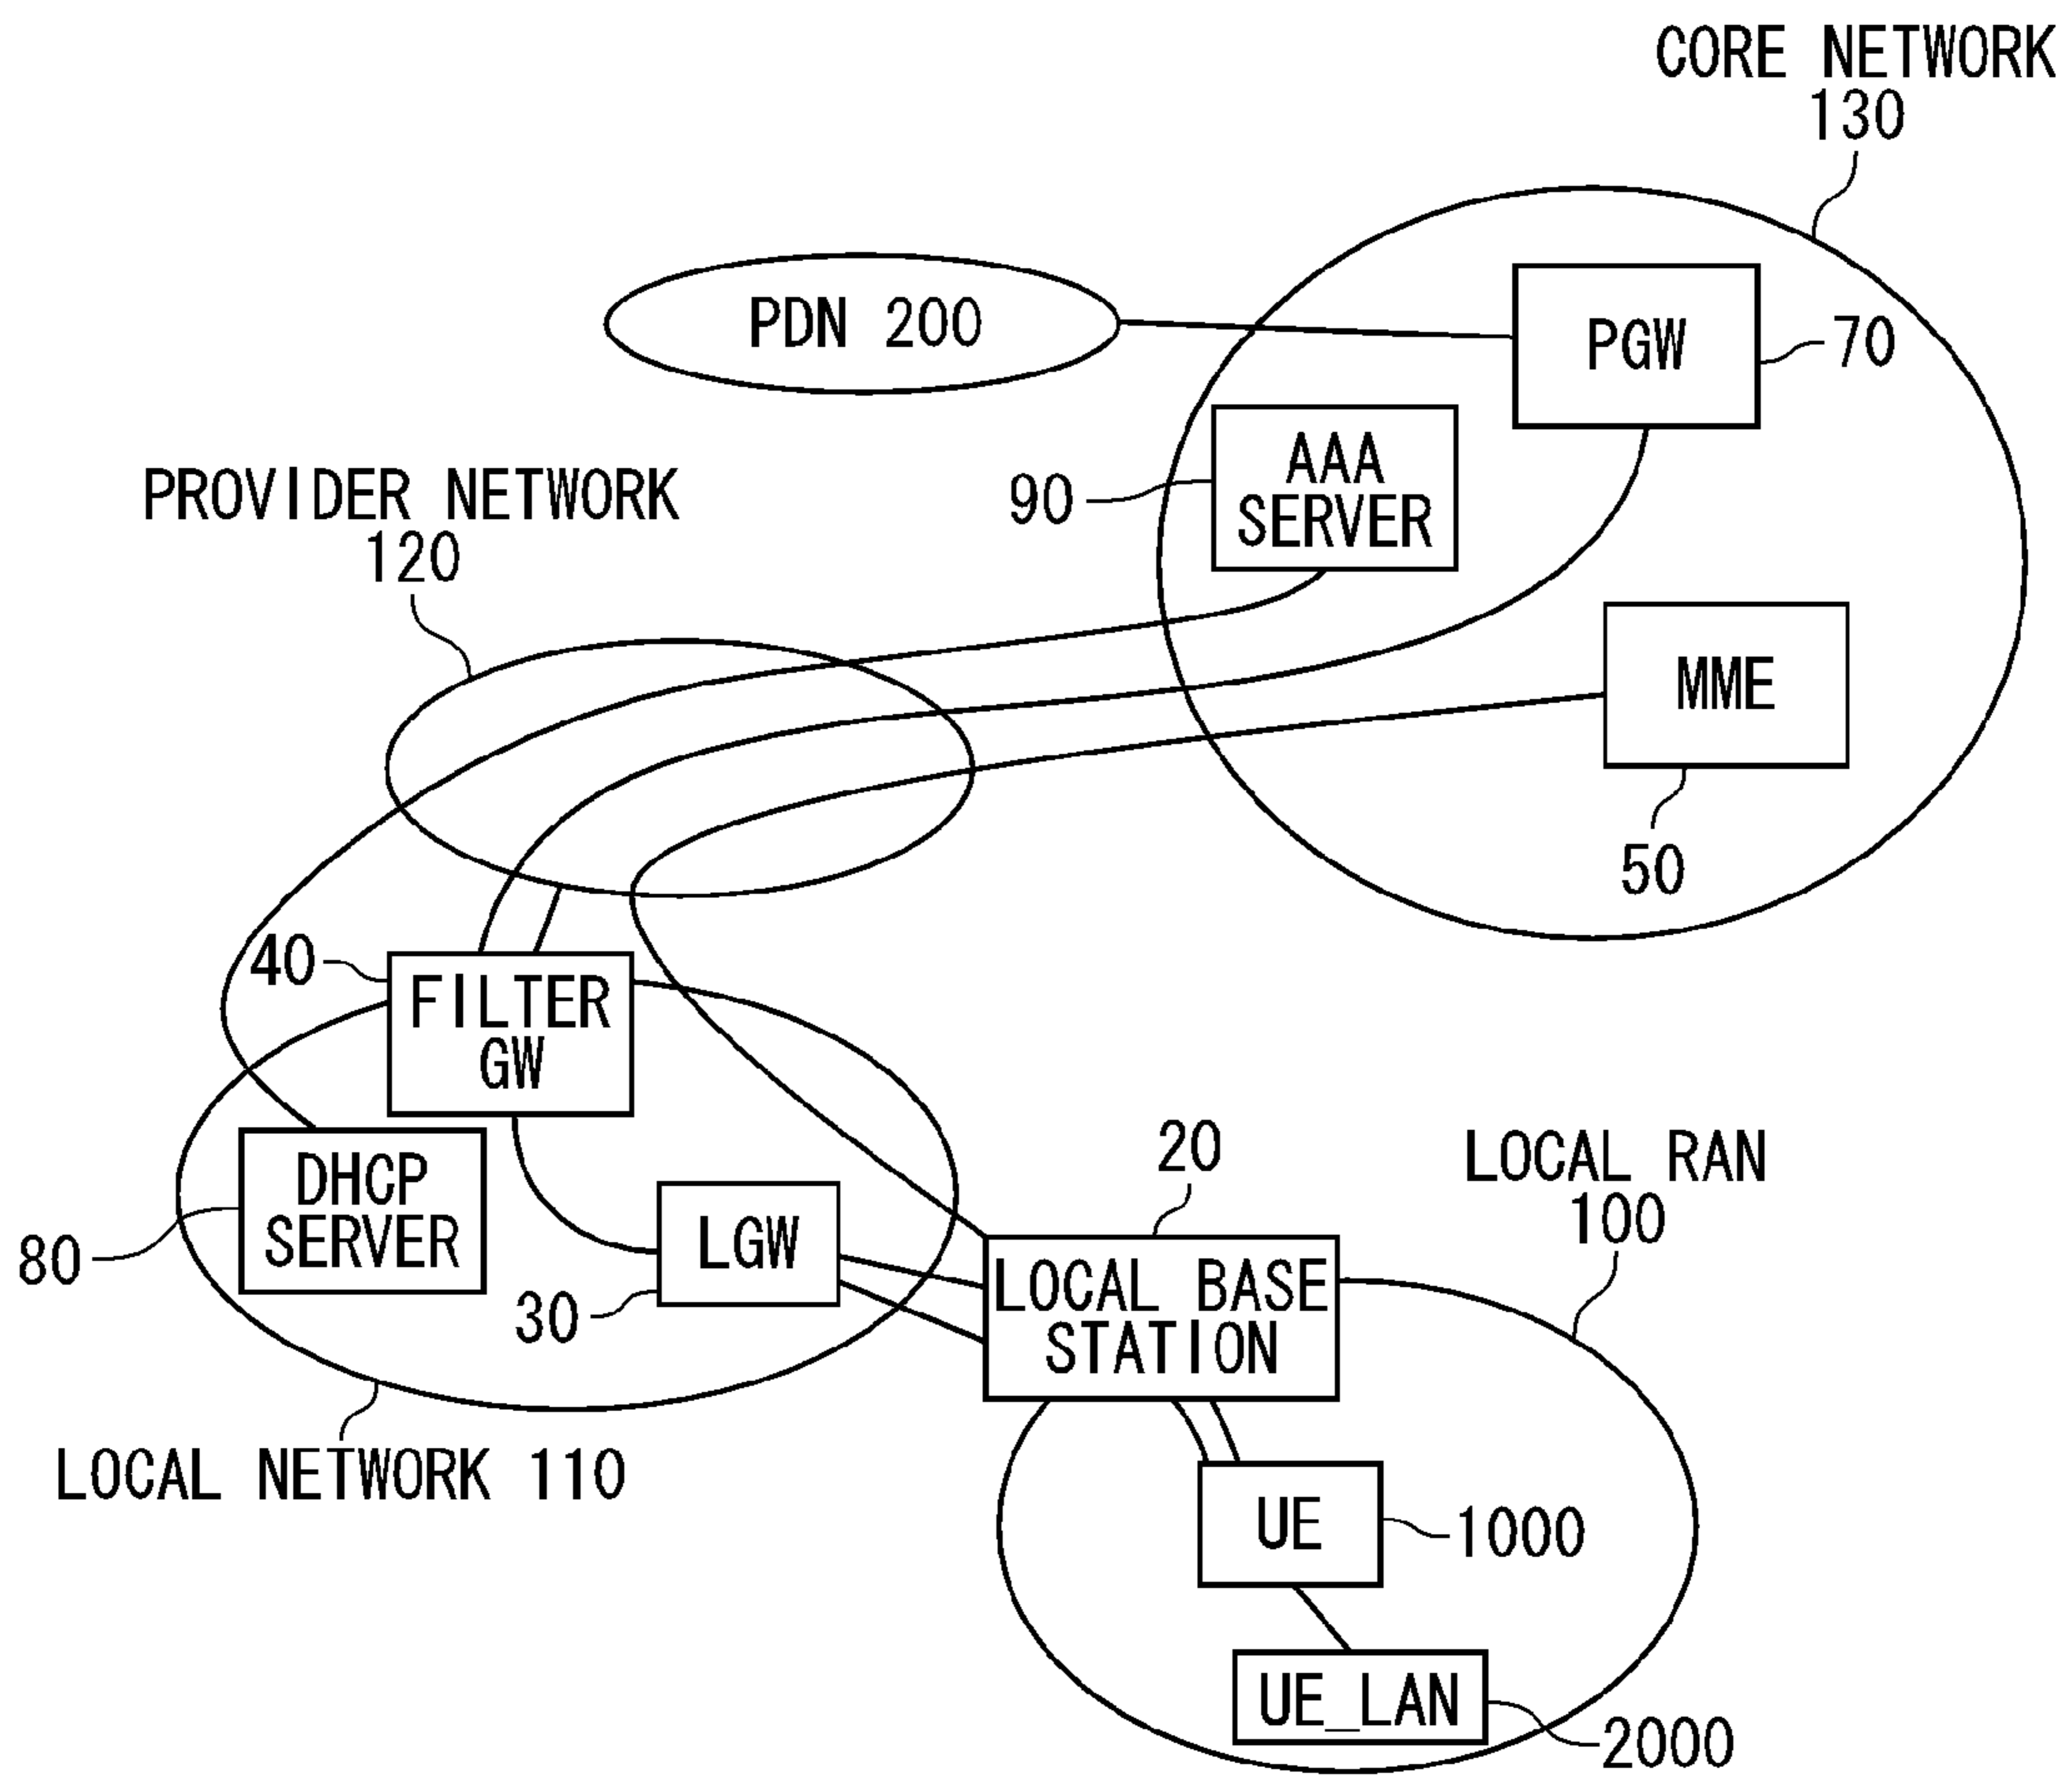 CORE NETWORK
130
PDN 200
PGW
70
AAA
SERVER
90
PROVIDER NETWORK
120
MME
50
40
FILTER
GW
DHCP
SERVER
80
LGW
30
20
LOCAL BASE
STATION
LOCAL RAN
100
LOCAL NETWORK 110
UE
1000
UE_LAN
2000